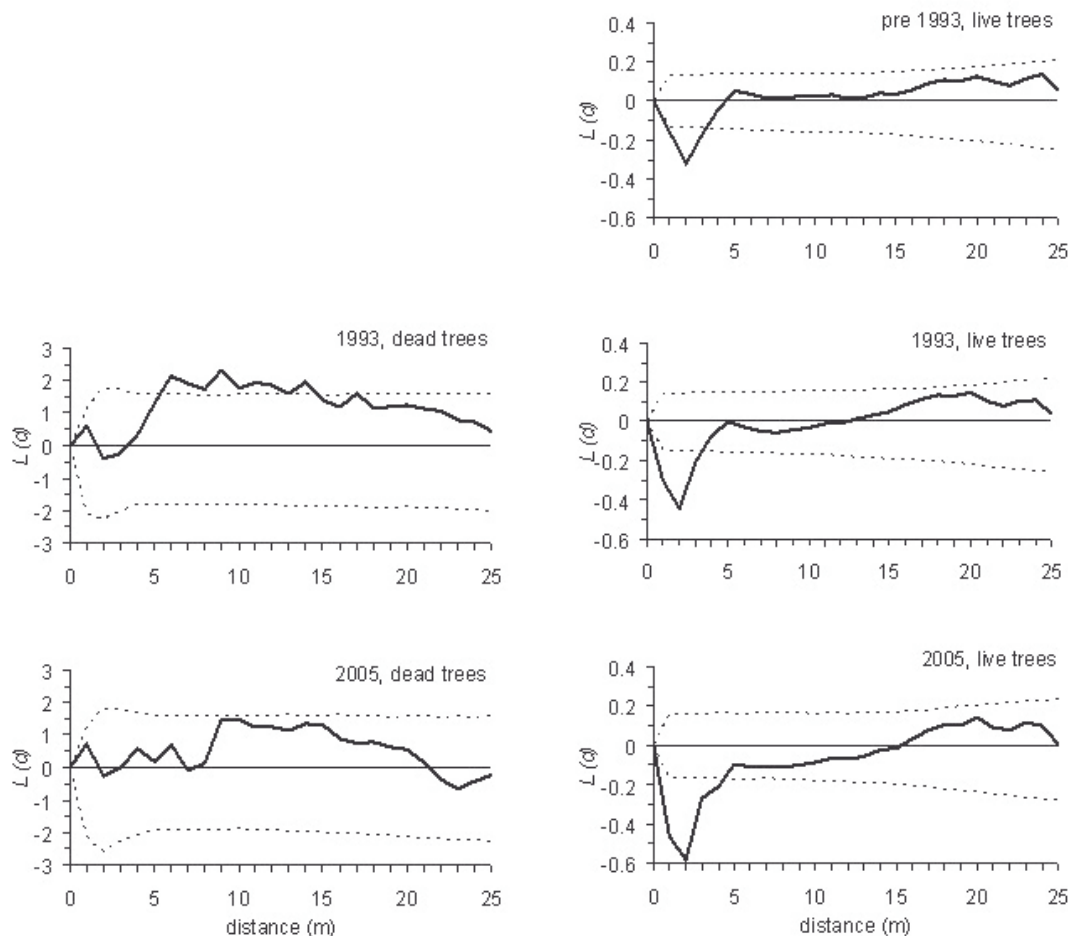 pre 1993, live trees
0.4
0.2
0
-0.2
-0.4
-0.6
L (d)
0 5 10 15 20 25
1993, dead trees
3
2
1
0
-1
-2
-3
L (d)
0 5 10 15 20 25
1993, live trees
0.4
0.2
0
-0.2
-0.4
-0.6
L (d)
0 5 10 15 20 25
2005, dead trees
3
2
1
0
-1
-2
-3
L (d)
0 5 10 15 20 25
distance (m)
2005, live trees
0.4
0.2
0
-0.2
-0.4
-0.6
L (d)
0 5 10 15 20 25
distance (m)